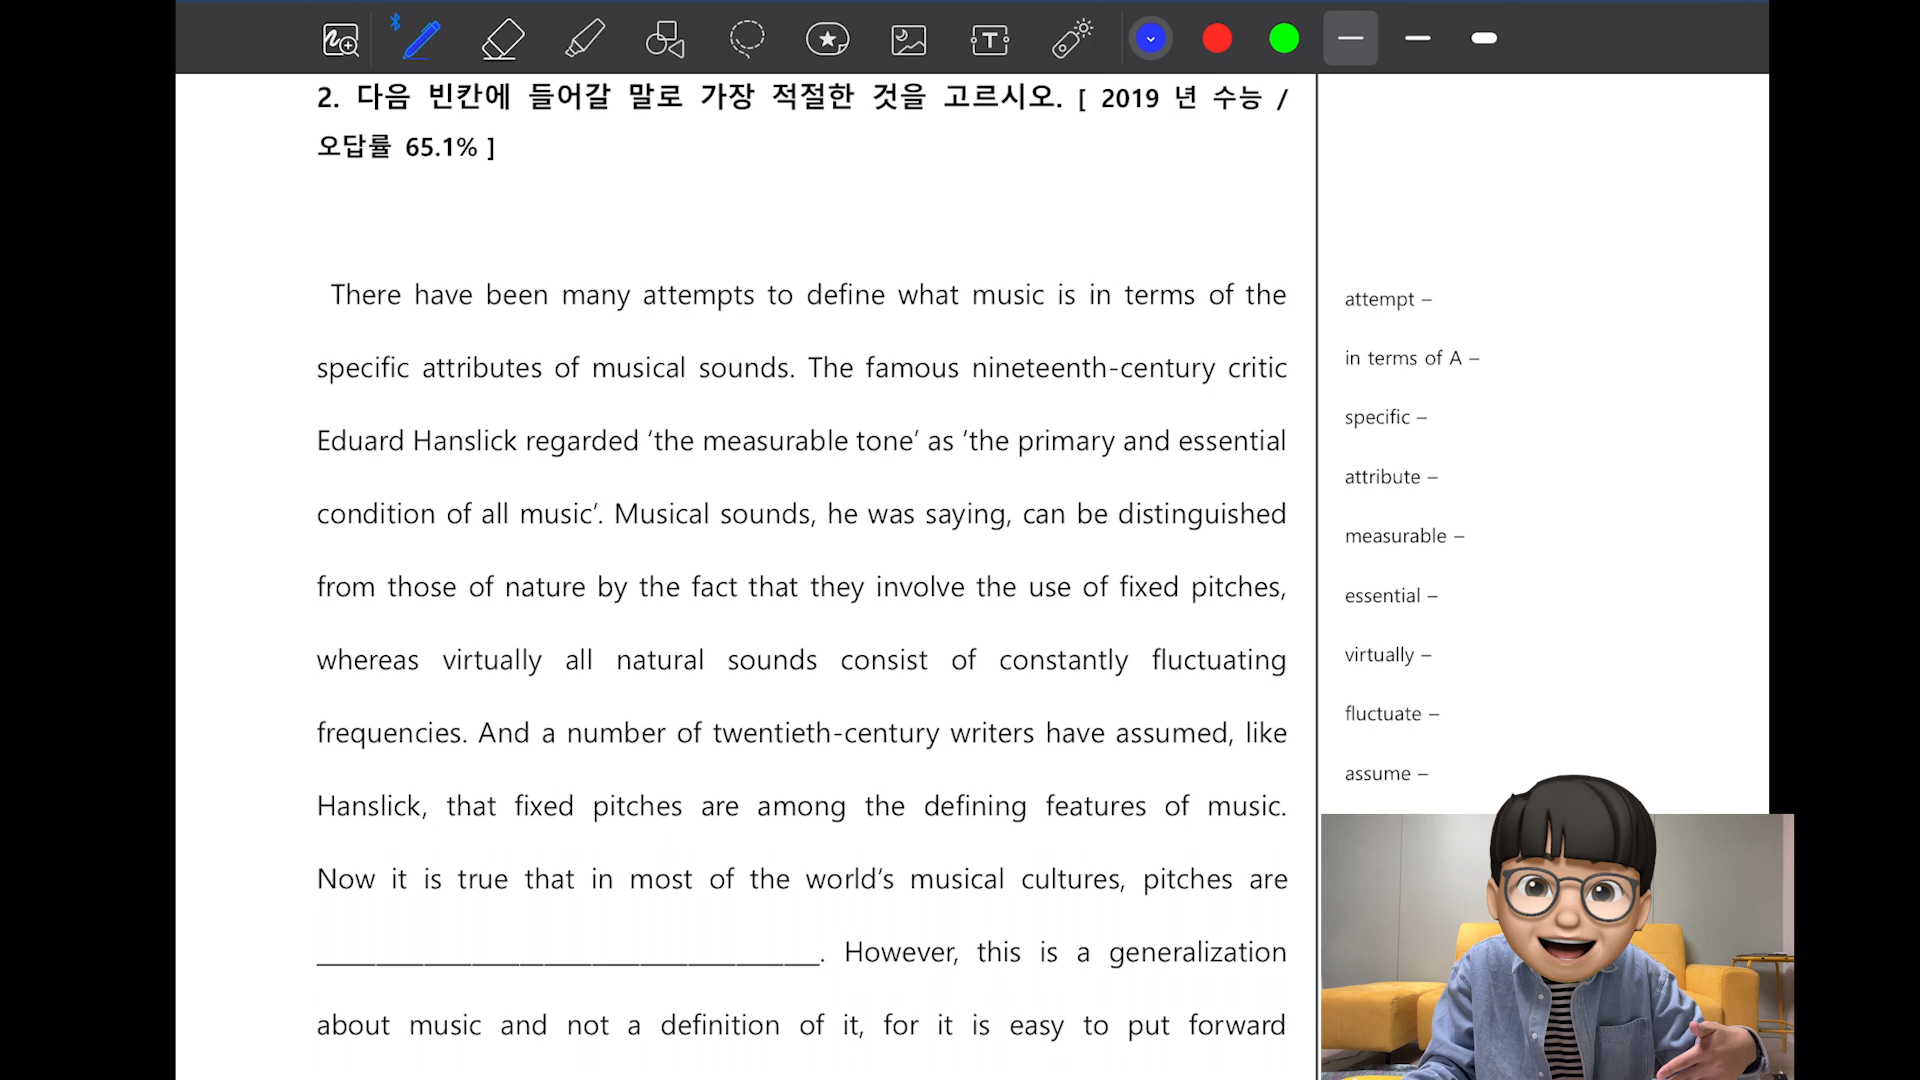 2. 다음 빈칸에 들어갈 말로 가장 적절한 것을 고르시오. [ 2019 년 수능 /
오답률 65.1% ]
There have been many attempts to define what music is in terms of the
specific attributes of musical sounds. The famous nineteenth-century critic
Eduard Hanslick regarded ‘the measurable tone’ as ‘the primary and essential
condition of all music’. Musical sounds, he was saying, can be distinguished
from those of nature by the fact that they involve the use of fixed pitches,
whereas virtually all natural sounds consist of constantly fluctuating
frequencies. And a number of twentieth-century writers have assumed, like
Hanslick, that fixed pitches are among the defining features of music.
Now it is true that in most of the world’s musical cultures, pitches are
____________________. However, this is a generalization
about music and not a definition of it, for it is easy to put forward
attempt –
in terms of A –
specific –
attribute –
measurable –
essential –
virtually –
fluctuate –
assume –